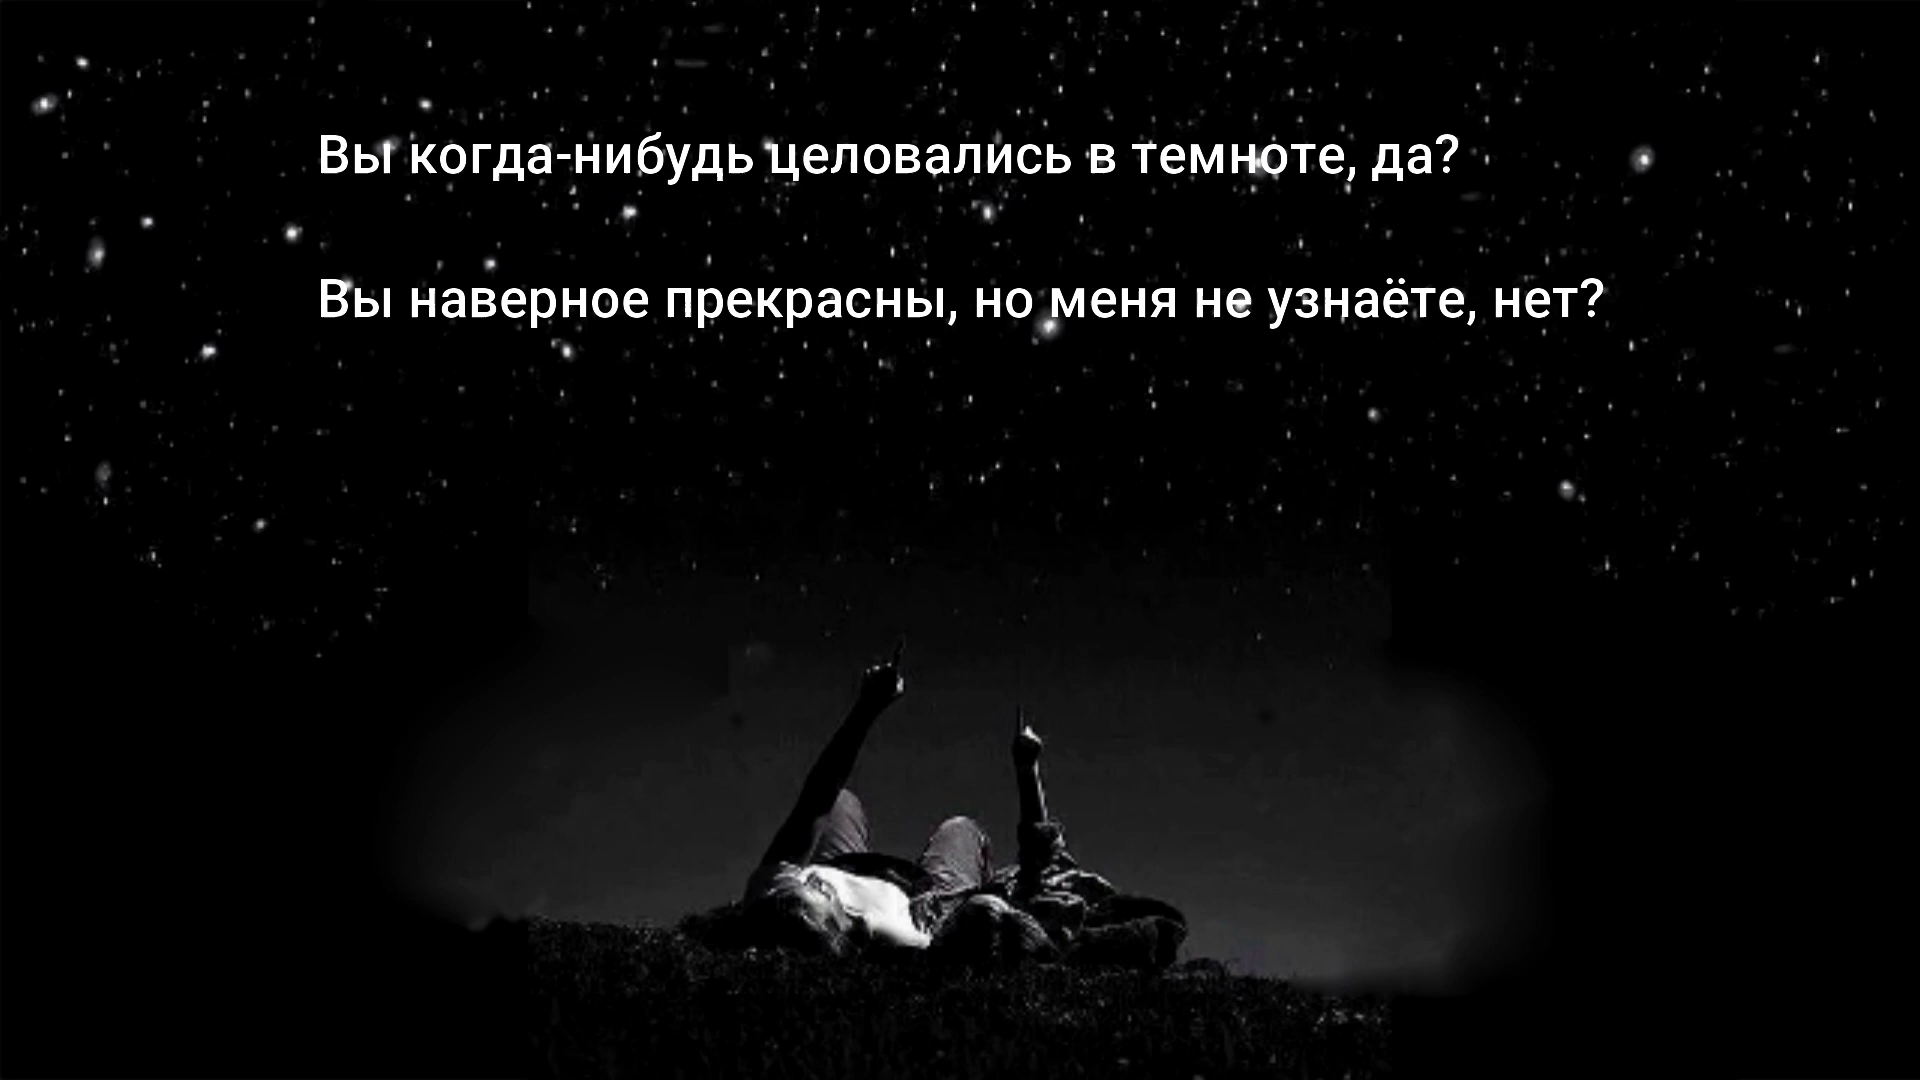 Вы когда-нибудь целовались в темноте, да?
Вы наверное прекрасны, но меня не узнаёте, нет?